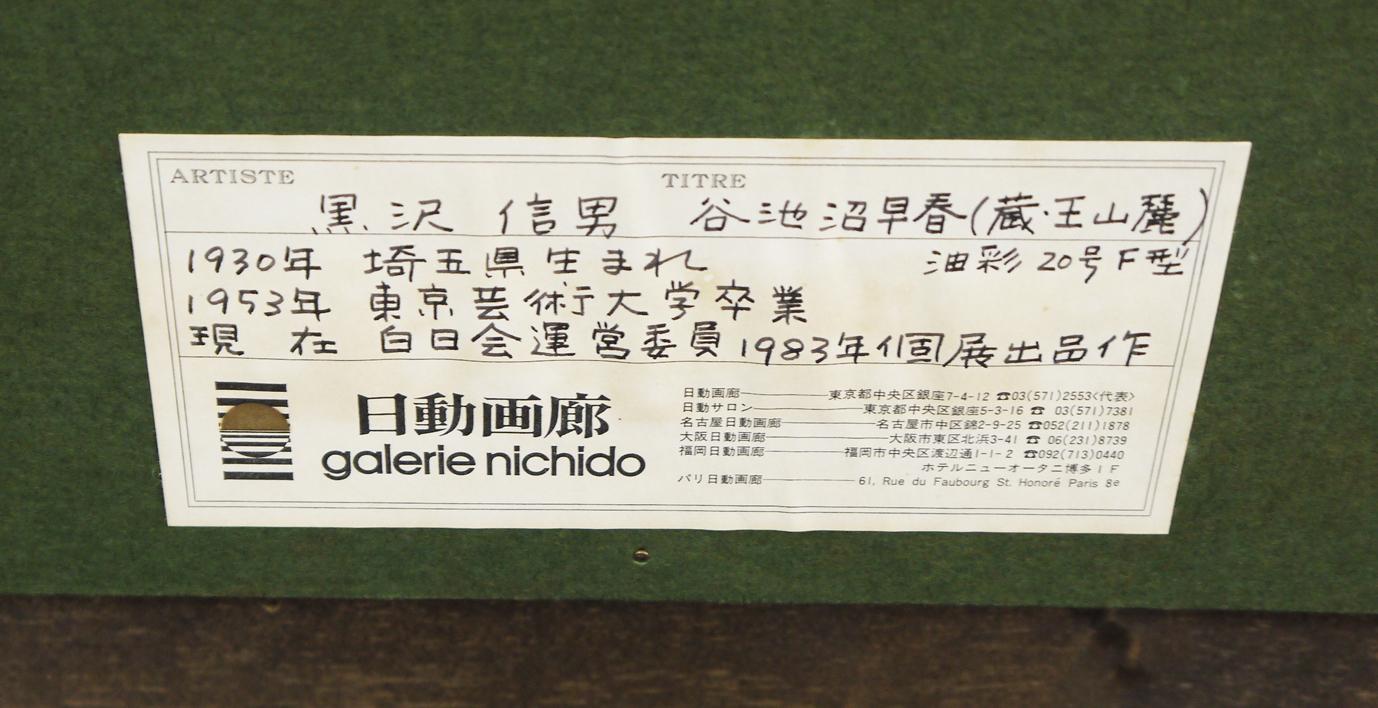 ARTISTE TITRE
黒沢 信男 谷地沼早春(蔵·王山麓)
1930年 埼玉県生まれ 油彩 20号F型
1953年 東京芸術大学卒業
現 在 白日会運営委員 1983年個展出品作
日動画廊
galerie nichido
日動画廊 東京都中央区銀座7-4-12 ☎03(571)2553<代表>
日動サロン 東京都中央区銀座5-3-16 ☎ 03(571)7381
名古屋日動画廊 名古屋市中区錦2-9-25 ☎052(211)1878
大阪日動画廊 大阪市東区北浜3-41 ☎ 06(231)8739
福岡日動画廊 福岡市中央区渡辺通1-1-2 ☎092(713)0440
ホテルニューオータニ博多1F
パリ日動画廊 61, Rue du Faubourg St. Honoré Paris 8e